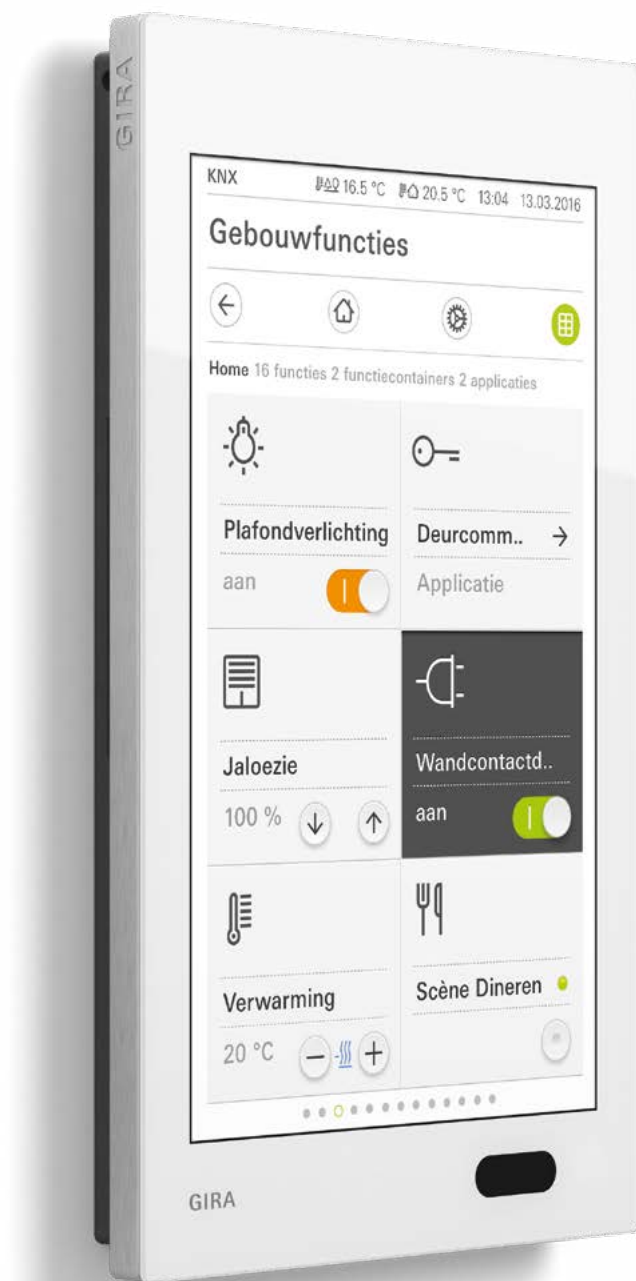 GIRA
KNX 16.5 °C 20.5 °C 13:04 13.03.2016
Gebouwfuncties
Home 16 functies 2 functiecontainers 2 applicaties
Plafondverlichting
aan
Deurcomm..
Applicatie
Jaloezie
100 %
Wandcontactd..
aan
Verwarming
20 °C
Scène Dineren
GIRA